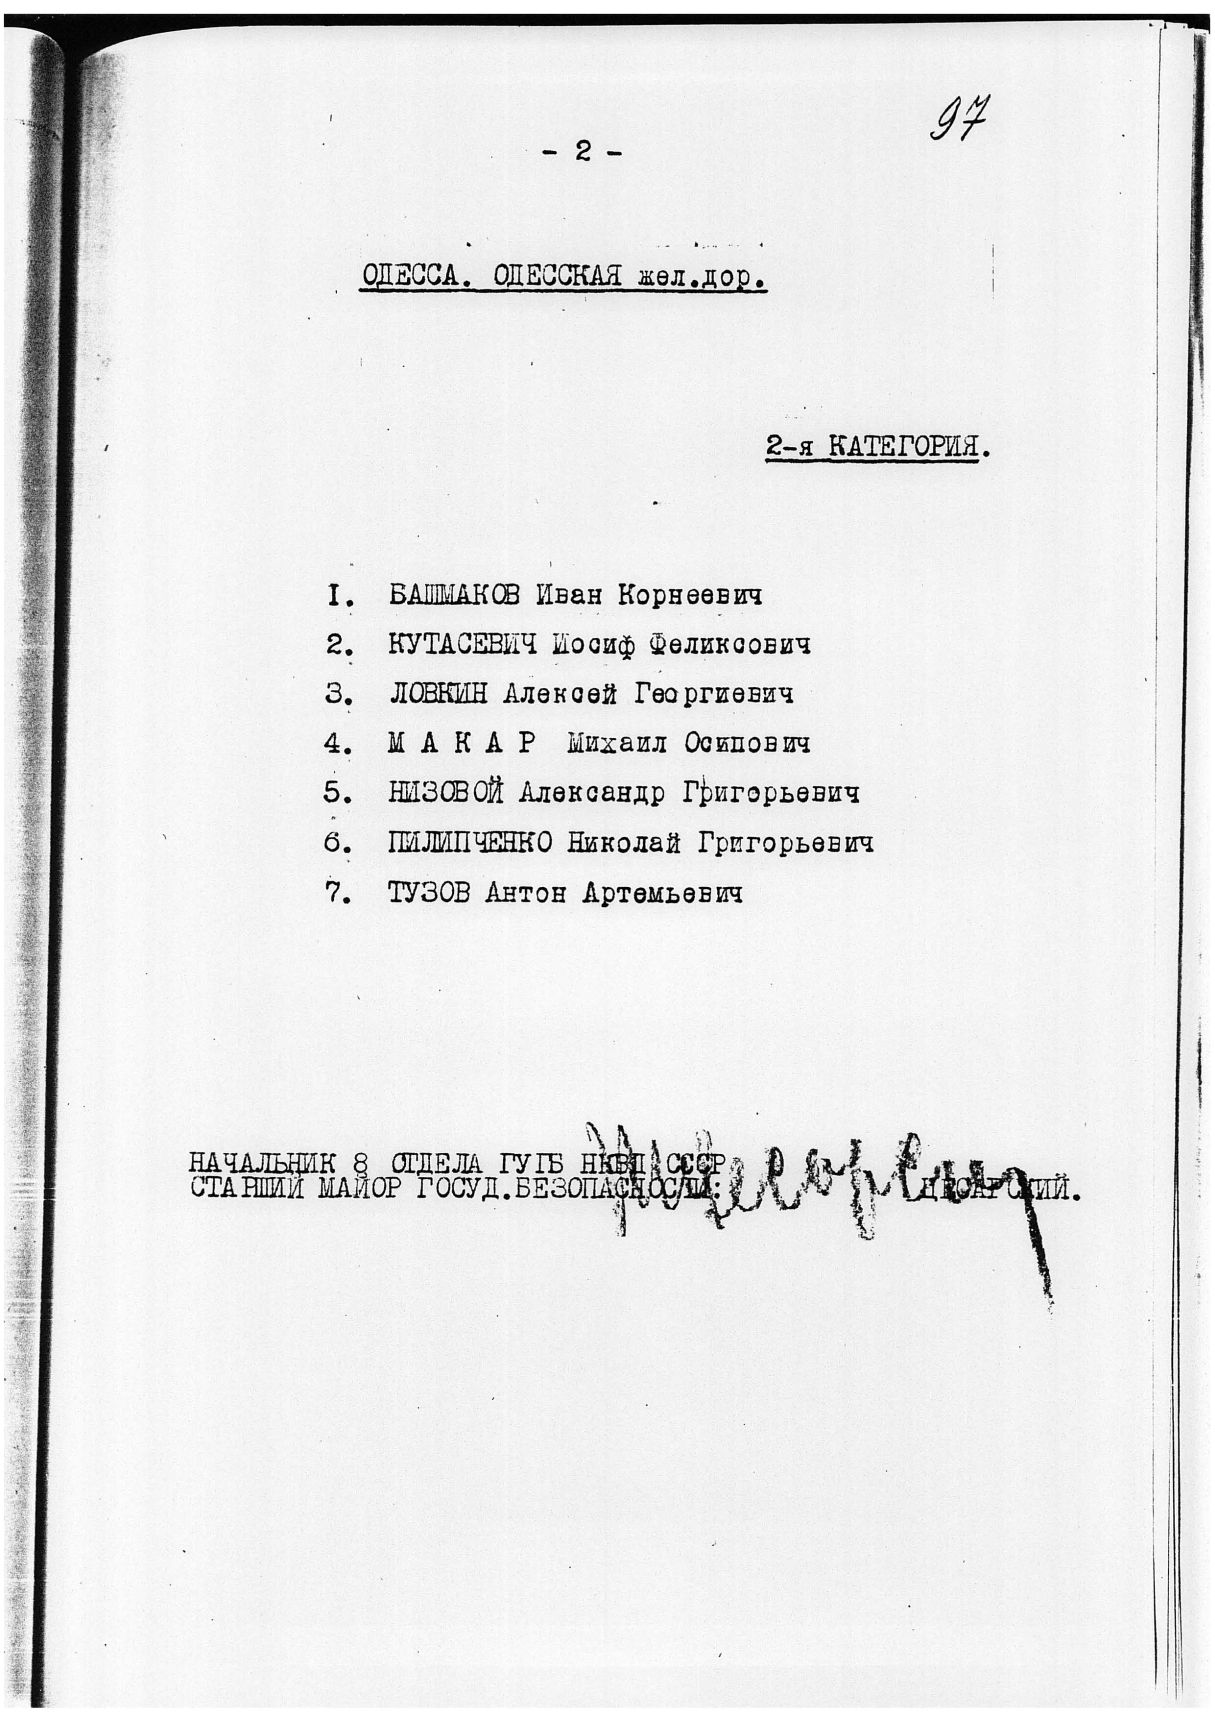 97
- 2 -
ОДЕССА. ОДЕССКАЯ жел.дор.
2-я КАТЕГОРИЯ.
I. БАШМАКОВ Иван Корнеевич
2. КУТАСЕВИЧ Иосиф Феликсович
3. ЛОВКИН Алексей Георгиевич
4. М А К А Р Михаил Осипович
5. НИЗОВОЙ Александр Григорьевич
6. ПИЛИПЧЕНКО Николай Григорьевич
7. ТУЗОВ Антон Артемьевич
НАЧАЛЬНИК 8 ОТДЕЛА ГУГБ НКВД СССР
СТАРШИЙ МАЙОР ГОСУД.БЕЗОПАСНОСТИ: ЦЕСАРСКИЙ.